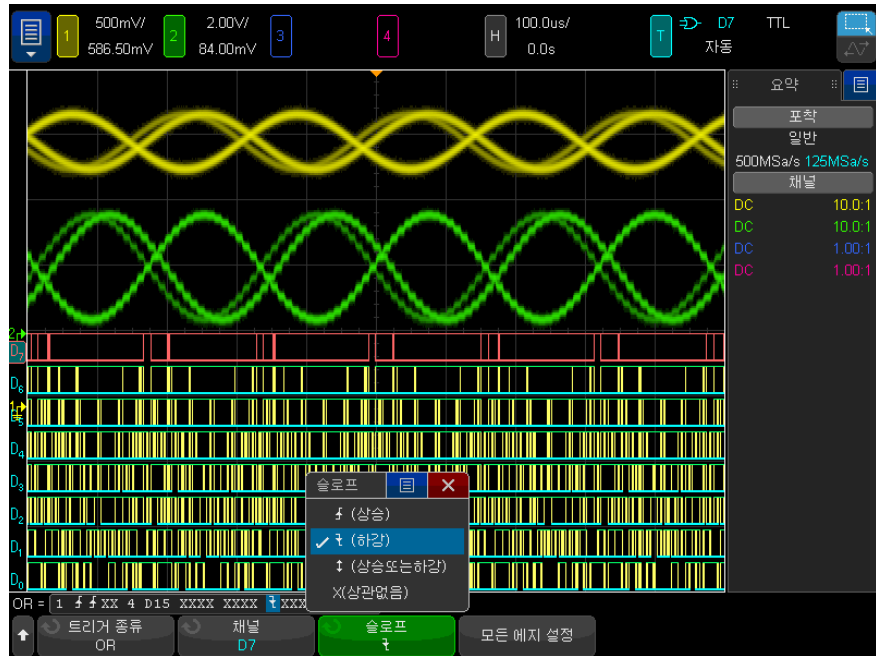 1 500mV/ 586.50mV 2 2.00V/ 84.00mV 3 4 H 100.0us/ 0.0s T D7 TTL 자동
요약
포착
일반
500MSa/s 125MSa/s
채널
DC 10.0:1
DC 10.0:1
DC 1.00:1
DC 1.00:1
2
D7
D6
1
D4
D3
D2
D1
D0
슬로프
(상승)
(하강)
(상승또는하강)
X(상관없음)
OR = 1 XX 4 D15 XXXX XXXX XXX
트리거 종류
OR
채널
D7
슬로프
모든 에지 설정